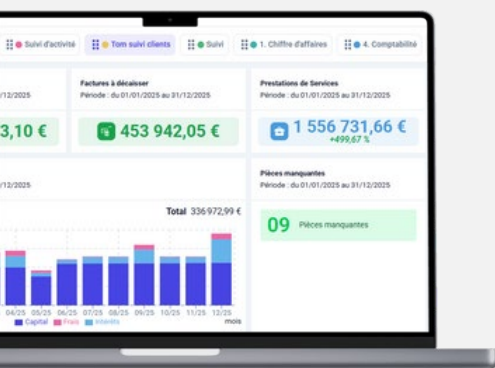 Suivi d'activité
Tom suivi clients
Suivi
1. Chiffre d'affaires
4. Comptabilité
/12/2025
Factures à décaisser
Période : du 01/01/2025 au 31/12/2025
Prestations de Services
Période : du 01/01/2025 au 31/12/2025
3,10 €
453 942,05 €
1 556 731,66 €
+499,67 %
/12/2025
Pièces manquantes
Période : du 01/01/2025 au 31/12/2025
Total 336 972,99 €
09 Pièces manquantes
04/25 05/25 06/25 07/25 08/25 09/25 10/25 11/25 12/25
Capital Frais Intérêts
mois